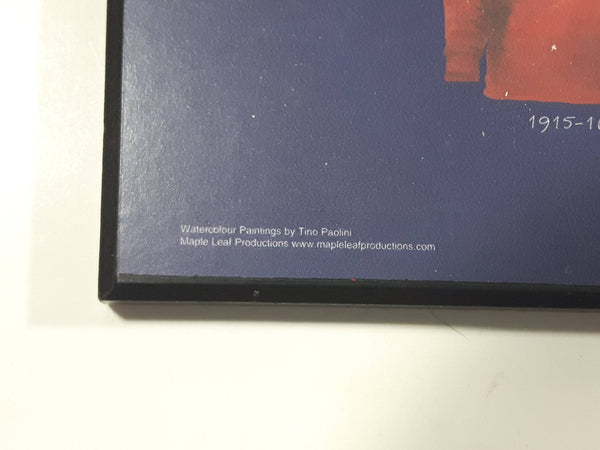 1915-16
Watercolour Paintings by Tino Paolini
Maple Leaf Productions www.mapleleafproductions.com